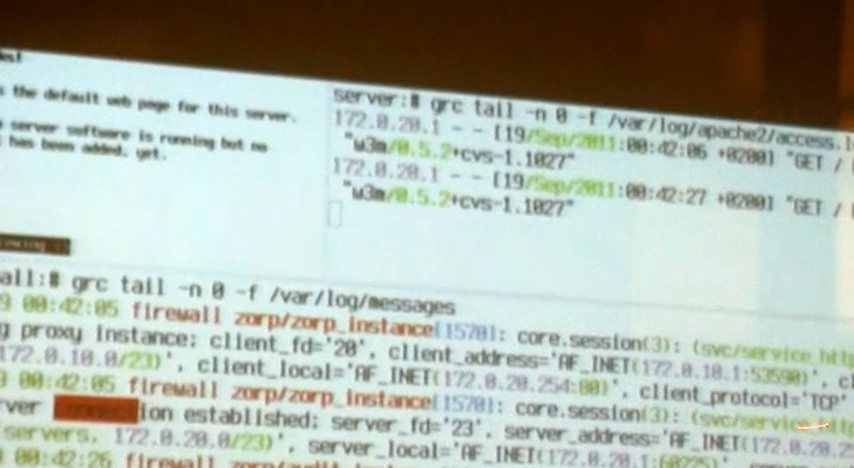 the default web page for this server.
server software is running but no
has been added, yet.
server:# grc tail -n 0 -f /var/log/apache2/access.
172.0.20.1 - - [19/Sep/2011:00:42:06 +0200] "GET /
"w3m/0.5.2+cvs-1.1027"
172.0.20.1 - - [19/Sep/2011:00:42:27 +0200] "GET /
"w3m/0.5.2+cvs-1.1027"
all:# grc tail -n 0 -f /var/log/messages
9 00:42:05 firewall zorp/zorp_instance[1570]: core.session(3): (svc/service_http
g proxy instance; client_fd='20', client_address='AF_INET(172.0.10.1:53590)',
172.0.10.0/23)', client_local='AF_INET(172.0.20.254:80)', client_protocol='TCP'
9 00:42:05 firewall zorp/zorp_instance[1570]: core.session(3): (svc/service
rver ion established; server_fd='23', server_address='AF_INET(172.0.20.
servers, 172.0.20.0/23)', server_local='AF_INET(172.0.20.1:60225)',
00:42:26 firewall